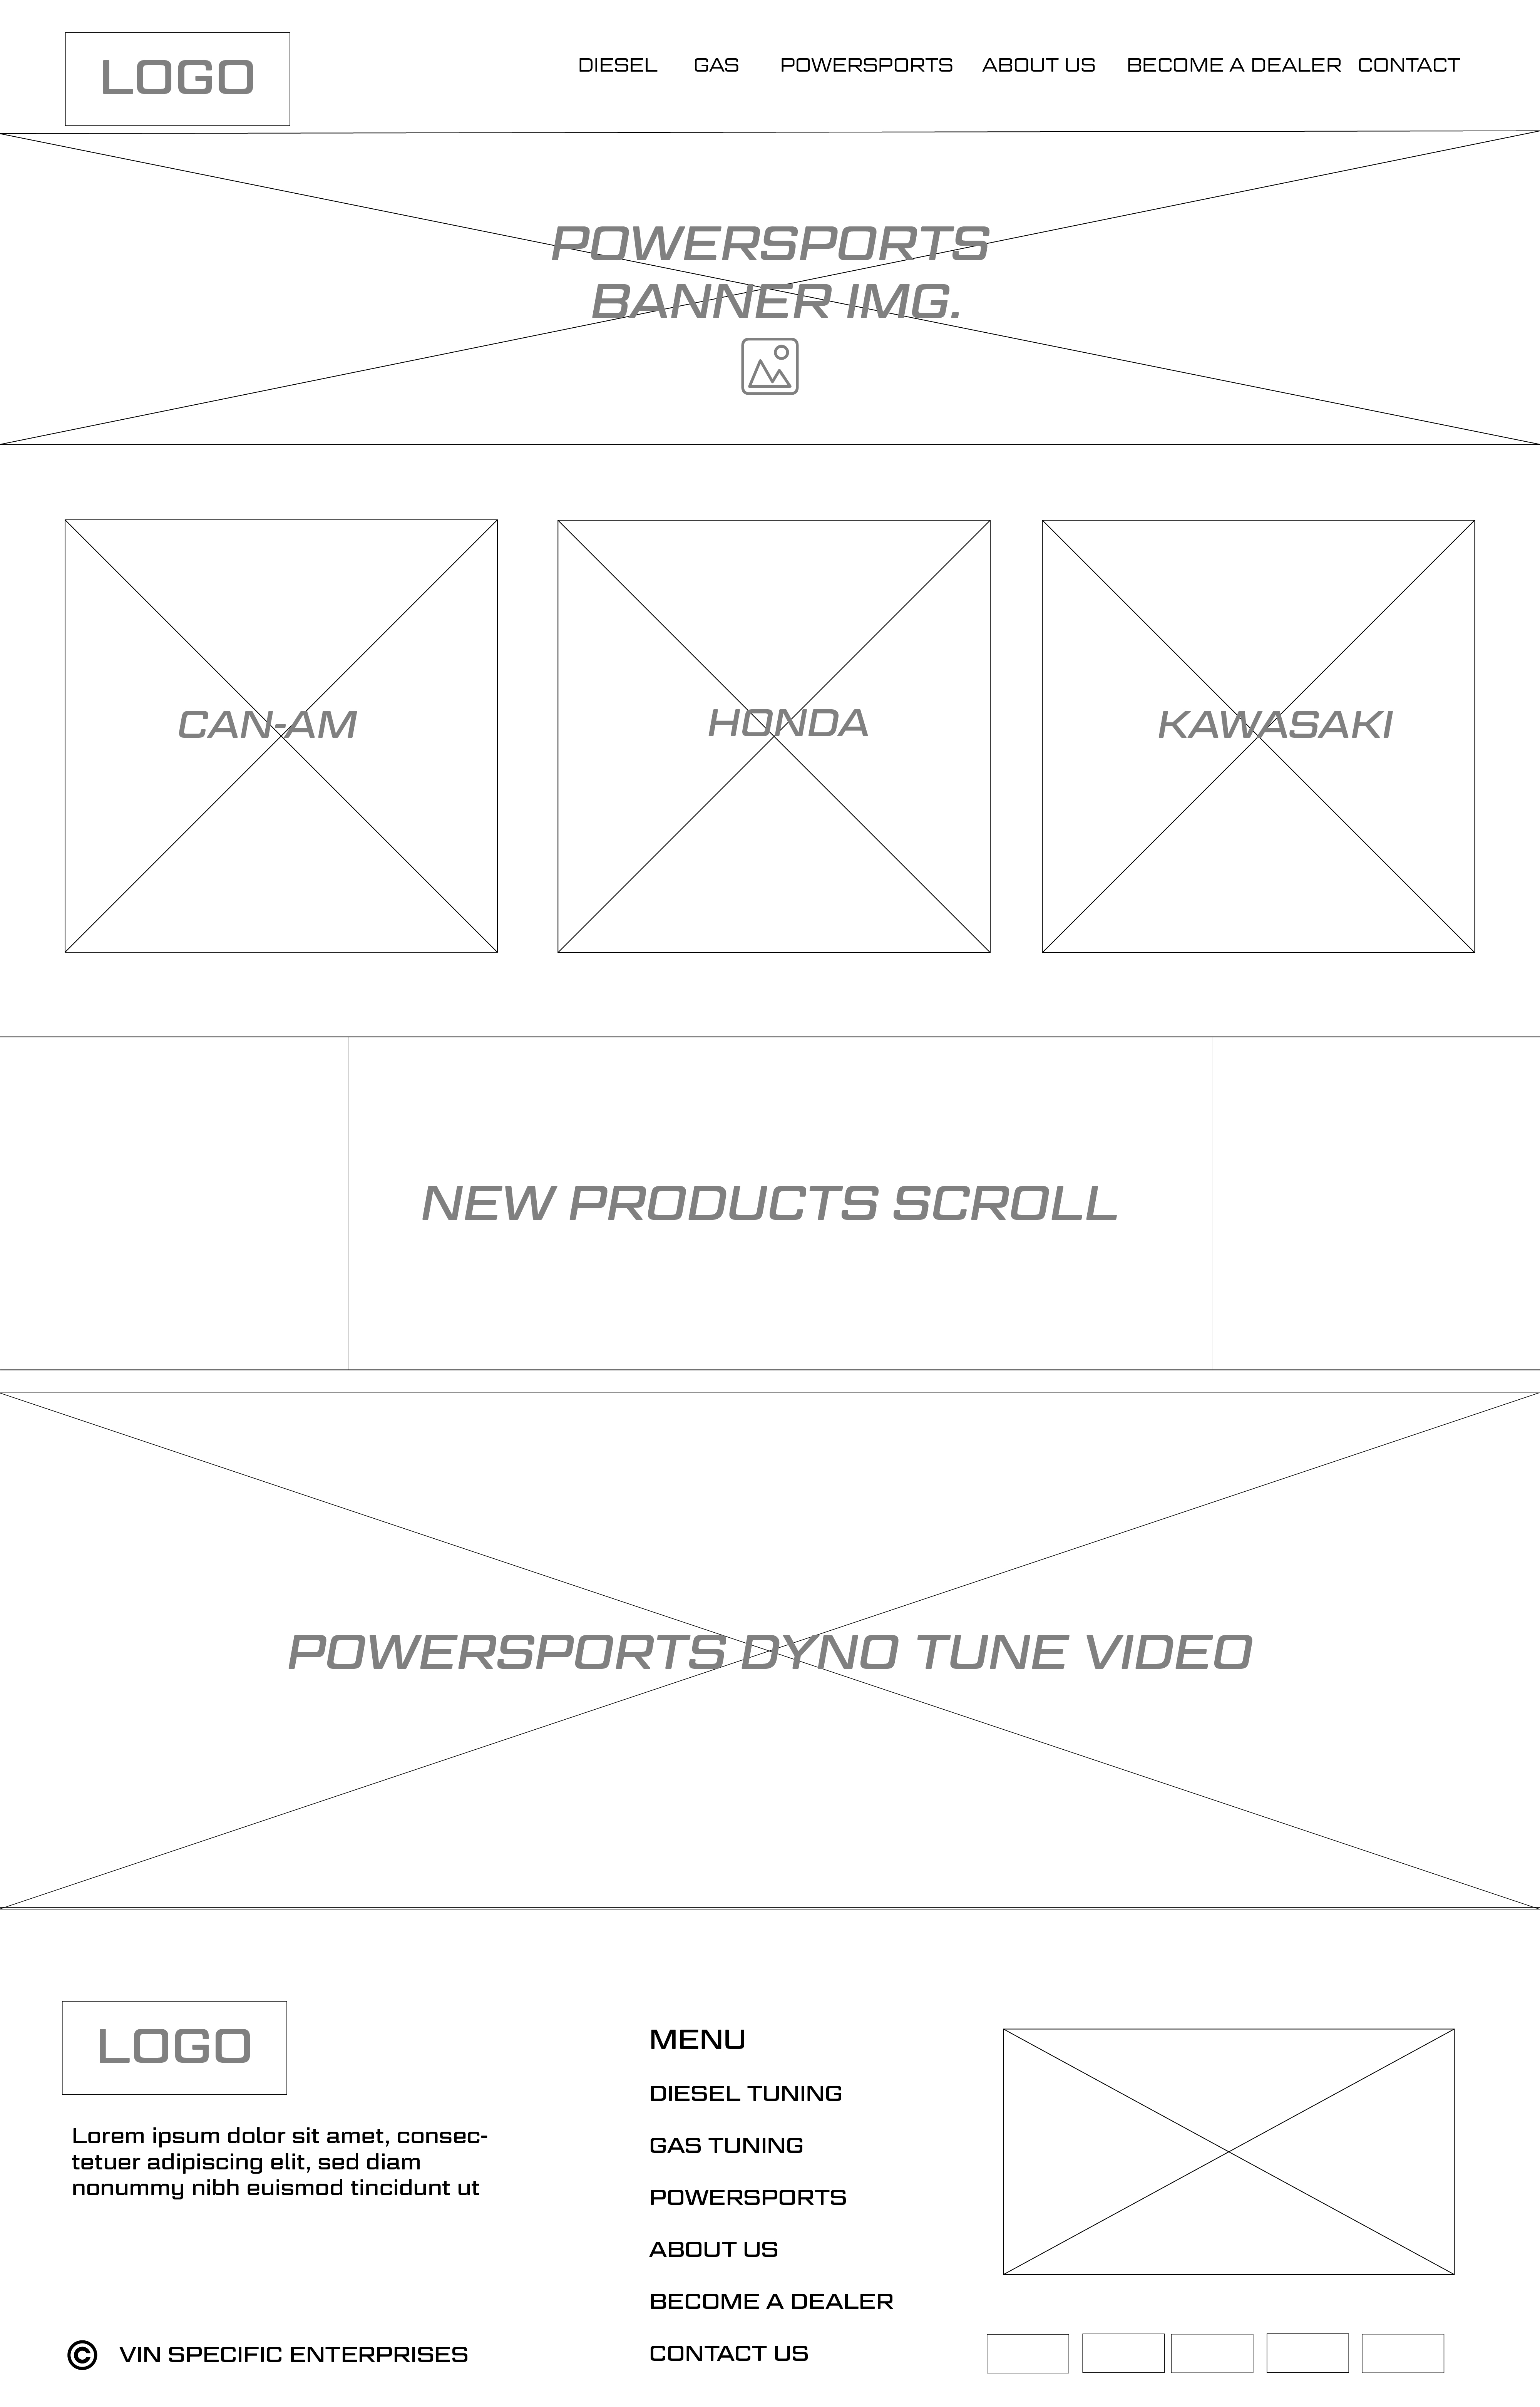 LOGO
DIESEL GAS POWERSPORTS ABOUT US BECOME A DEALER CONTACT
POWERSPORTS
BANNER IMG.
CAN-AM
HONDA
KAWASAKI
NEW PRODUCTS SCROLL
POWERSPORTS DYNO TUNE VIDEO
LOGO
Lorem ipsum dolor sit amet, consec-
tetuer adipiscing elit, sed diam
nonummy nibh euismod tincidunt ut
© VIN SPECIFIC ENTERPRISES
MENU
DIESEL TUNING
GAS TUNING
POWERSPORTS
ABOUT US
BECOME A DEALER
CONTACT US